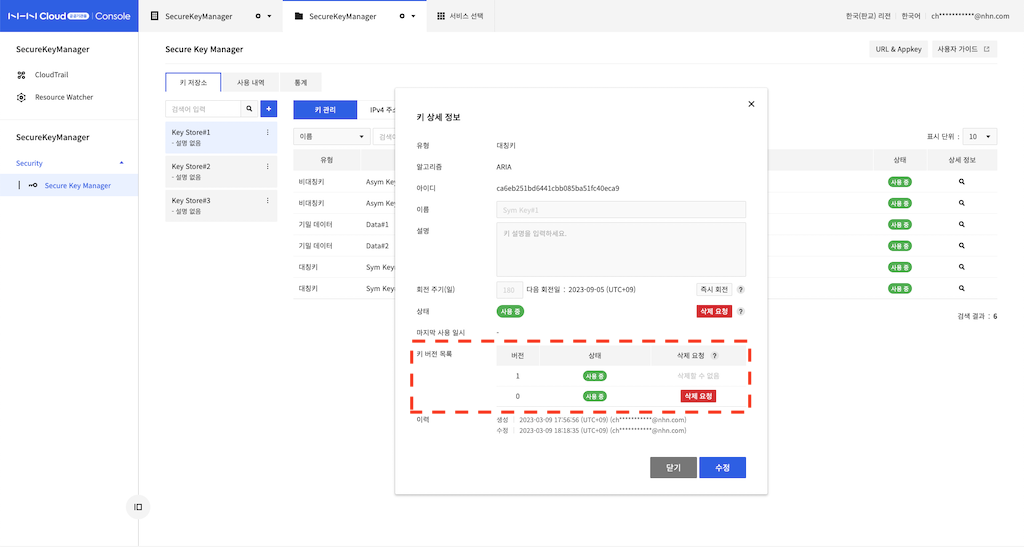 NHN Cloud 공공기관용 Console
SecureKeyManager
SecureKeyManager
서비스 선택
한국(판교) 리전
한국어
ch***********@nhn.com
SecureKeyManager
CloudTrail
Resource Watcher
SecureKeyManager
Security
Secure Key Manager
Secure Key Manager
URL & Appkey
사용자 가이드
키 저장소
사용 내역
통계
검색어 입력
+
Key Store#1
- 설명 없음
Key Store#2
- 설명 없음
Key Store#3
- 설명 없음
키 관리
IPv4 주소
이름
표시 단위 : 10
유형
상태
상세 정보
비대칭키 Asym Key 사용 중
비대칭키 Asym Key 사용 중
기밀 데이터 Data#1 사용 중
기밀 데이터 Data#2 사용 중
대칭키 Sym Key 사용 중
대칭키 Sym Key 사용 중
검색 결과 : 6
키 상세 정보
유형 대칭키
알고리즘 ARIA
아이디 ca6eb251bd6441cbb085ba51fc40eca9
이름 Sym Key#1
설명 키 설명을 입력하세요.
회전 주기(일) 180 다음 회전일 : 2023-09-05 (UTC+09) 즉시 회전 ?
상태 사용 중 삭제 요청 ?
마지막 사용 일시 -
키 버전 목록 버전 상태 삭제 요청 ?
1 사용 중 삭제할 수 없음
0 사용 중 삭제 요청
이력 생성 | 2023-03-09 17:56:56 (UTC+09) (ch***********@nhn.com)
수정 | 2023-03-09 18:18:35 (UTC+09) (ch***********@nhn.com)
닫기
수정